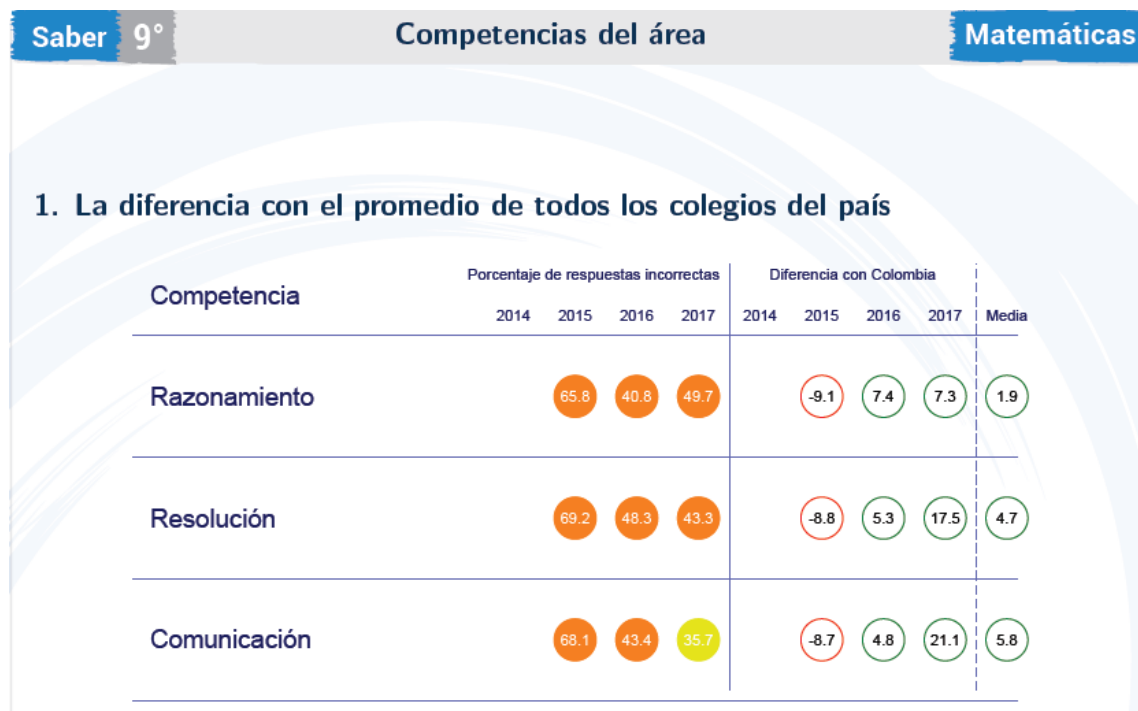 Saber 9° Competencias del área Matemáticas
1. La diferencia con el promedio de todos los colegios del país
Competencia Porcentaje de respuestas incorrectas Diferencia con Colombia
2014 2015 2016 2017 2014 2015 2016 2017 Media
Razonamiento 65.8 40.8 49.7 -9.1 7.4 7.3 1.9
Resolución 69.2 48.3 43.3 -8.8 5.3 17.5 4.7
Comunicación 68.1 43.4 35.7 -8.7 4.8 21.1 5.8